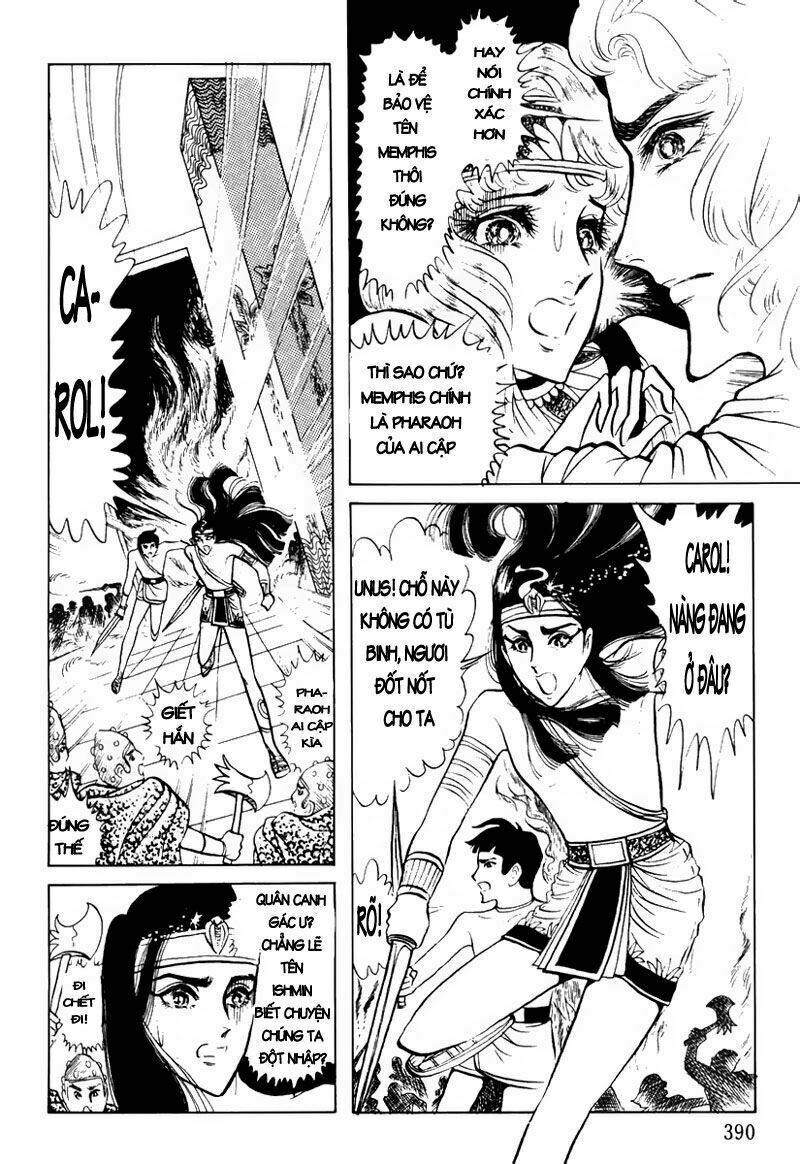 HAY
NÓI
CHÍNH
XÁC
HƠN
LÀ ĐỂ
BẢO VỆ
TÊN
MEMPHIS
THÔI
ĐÚNG
KHÔNG?
THÌ SAO CHỨ?
MEMPHIS CHÍNH
LÀ PHARAOH
CỦA AI CẬP
CAROL!
NÀNG ĐANG
Ở ĐÂU?
UNUS! CHỖ NÀY
KHÔNG CÓ TÙ
BINH, NGƯƠI
ĐỐT NỐT
CHO TA
RÕ!
CA-
ROL!
PHA-
RAOH
AI CẬP
KÌA
GIẾT
HẮN
ĐÚNG
THẾ
QUÂN CANH
GÁC Ư?
CHẲNG LẼ
TÊN
ISHMIN
BIẾT CHUYỆN
CHÚNG TA
ĐỘT NHẬP?
ĐI
CHẾT
ĐI!
390